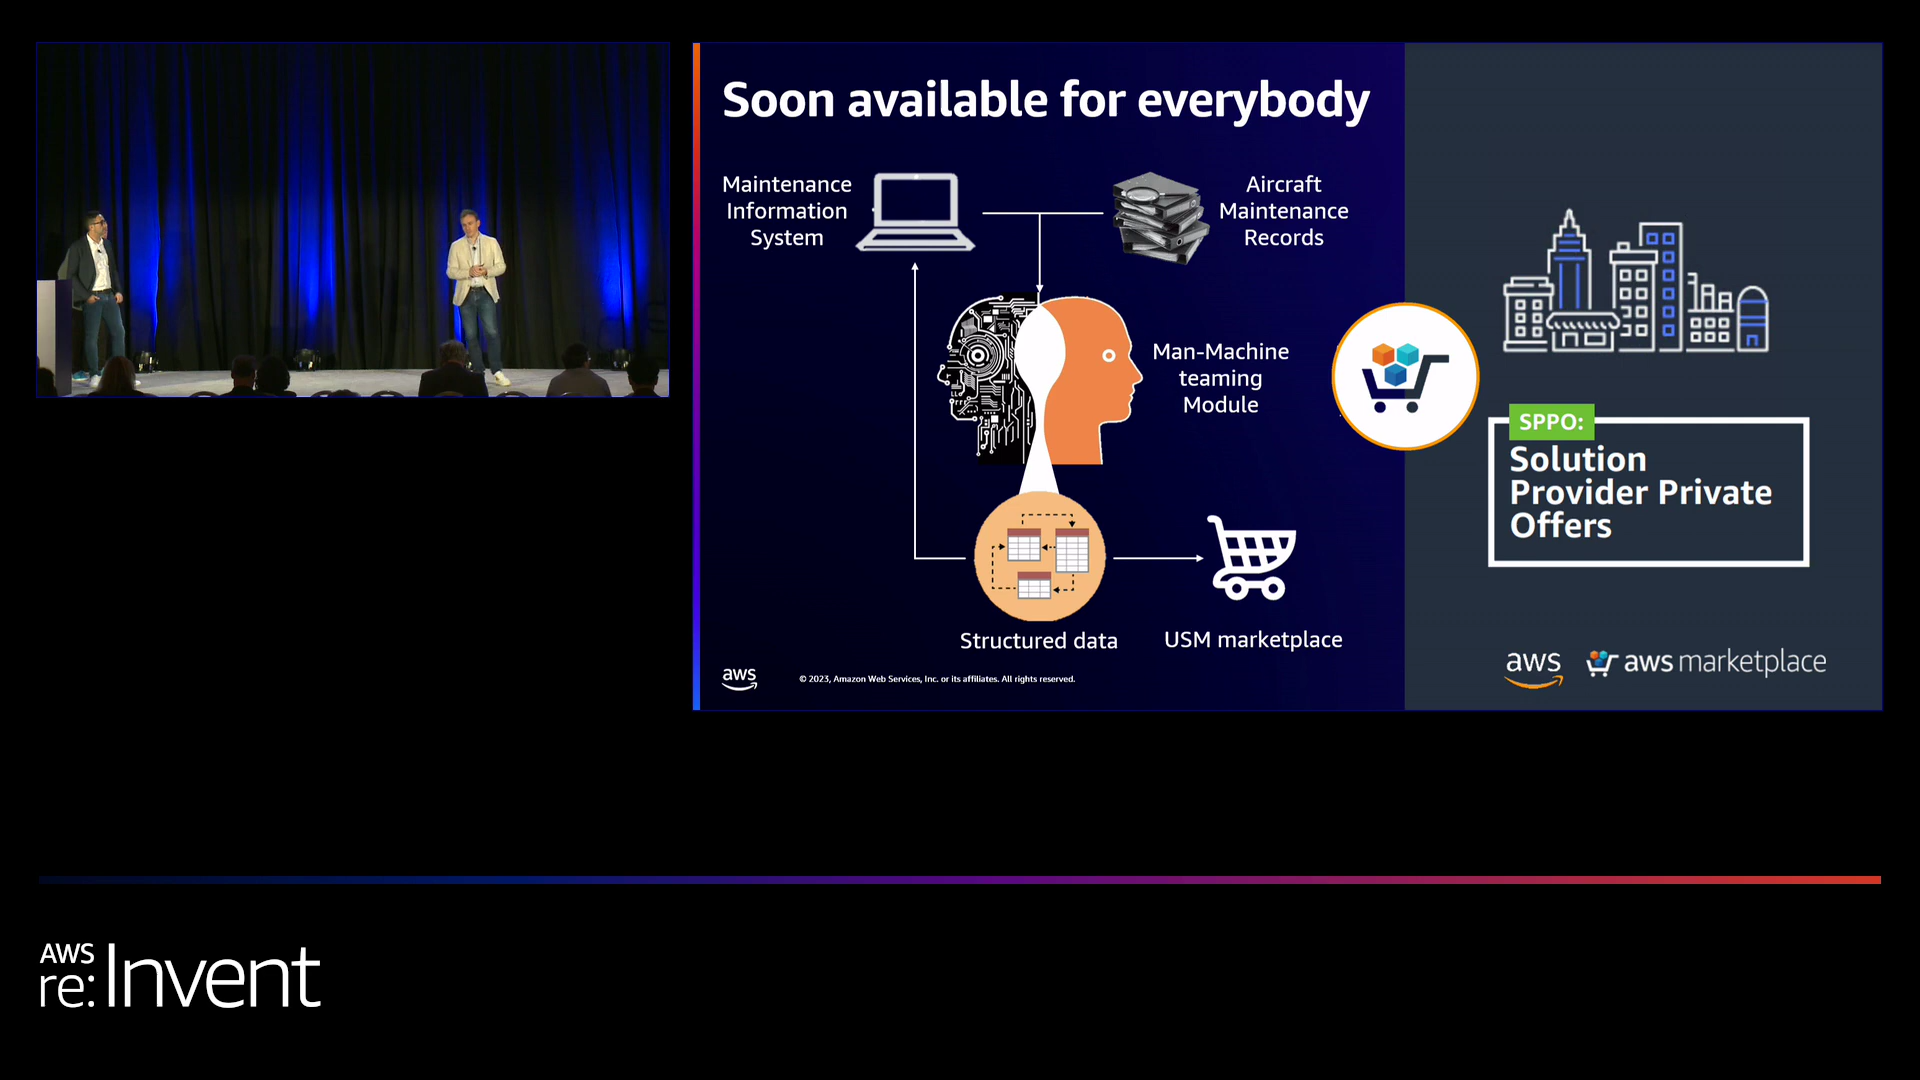 Soon available for everybody
Maintenance
Information
System
Aircraft
Maintenance
Records
Man-Machine
teaming
Module
Structured data
USM marketplace
aws
© 2023, Amazon Web Services, Inc. or its affiliates. All rights reserved.
SPPO:
Solution
Provider Private
Offers
aws
aws marketplace
AWS
re:Invent